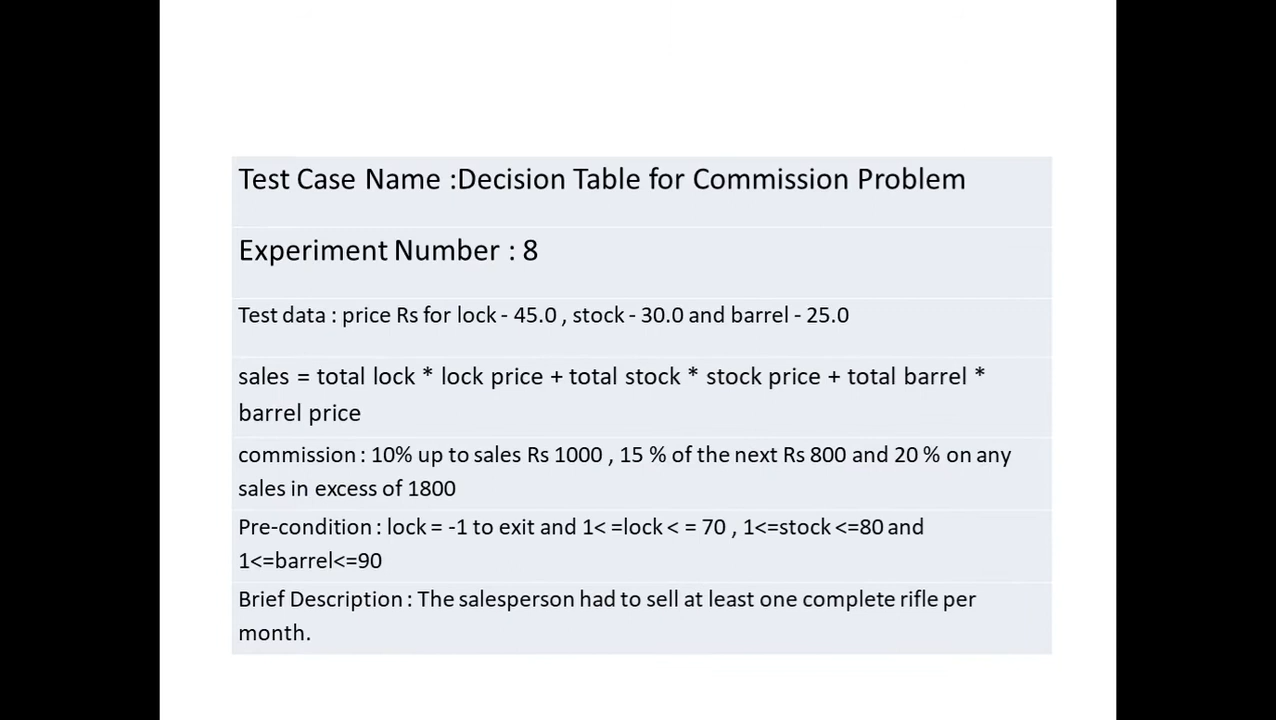 Test Case Name :Decision Table for Commission Problem
Experiment Number : 8
Test data : price Rs for lock - 45.0 , stock - 30.0 and barrel - 25.0
sales = total lock * lock price + total stock * stock price + total barrel *
barrel price
commission : 10% up to sales Rs 1000 , 15 % of the next Rs 800 and 20 % on any
sales in excess of 1800
Pre-condition : lock = -1 to exit and 1< =lock < = 70 , 1<=stock <=80 and
1<=barrel<=90
Brief Description : The salesperson had to sell at least one complete rifle per
month.